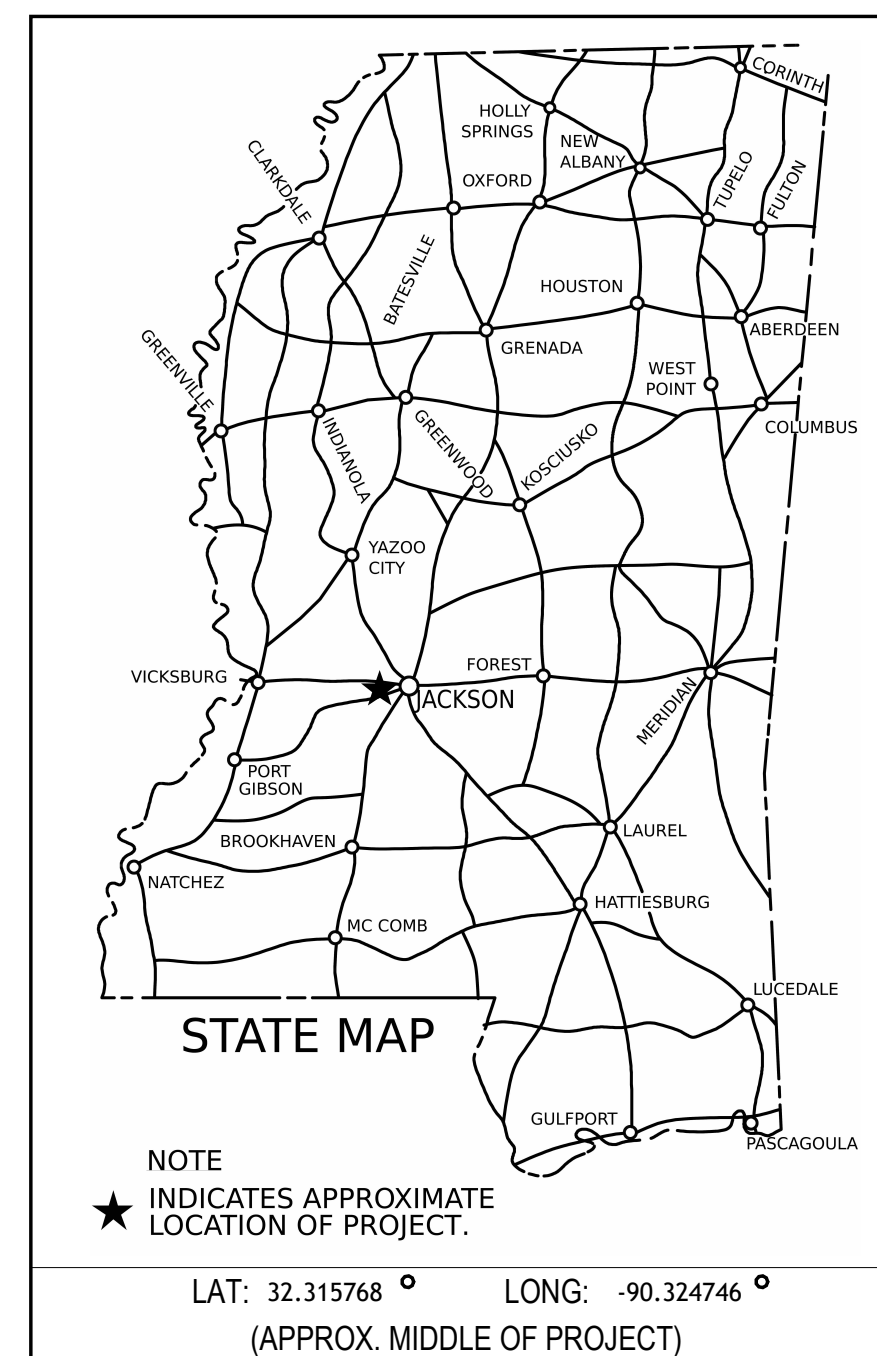 CORINTH
HOLLY
SPRINGS
NEW
ALBANY
CLARKDALE
OXFORD
TUPELO
FULTON
BATESVILLE
HOUSTON
ABERDEEN
GREENVILLE
GRENADA
WEST
POINT
INDIANOLA
GREENWOOD
KOSCIUSKO
COLUMBUS
YAZOO
CITY
VICKSBURG
FOREST
JACKSON
MERIDIAN
PORT
GIBSON
BROOKHAVEN
LAUREL
NATCHEZ
HATTIESBURG
MC COMB
LUCEDALE
STATE MAP
GULFPORT
PASCAGOULA
NOTE
INDICATES APPROXIMATE
LOCATION OF PROJECT.
LAT: 32.315768 ° LONG: -90.324746 °
(APPROX. MIDDLE OF PROJECT)